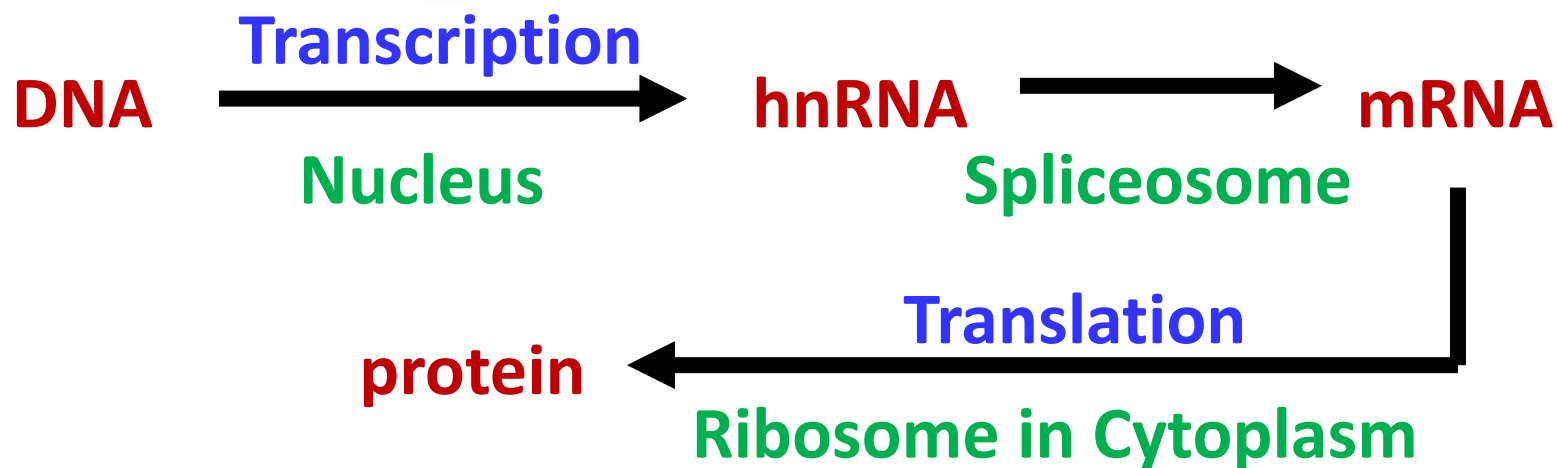 Transcription
DNA hnRNA mRNA
Nucleus Spliceosome
Translation
protein
Ribosome in Cytoplasm